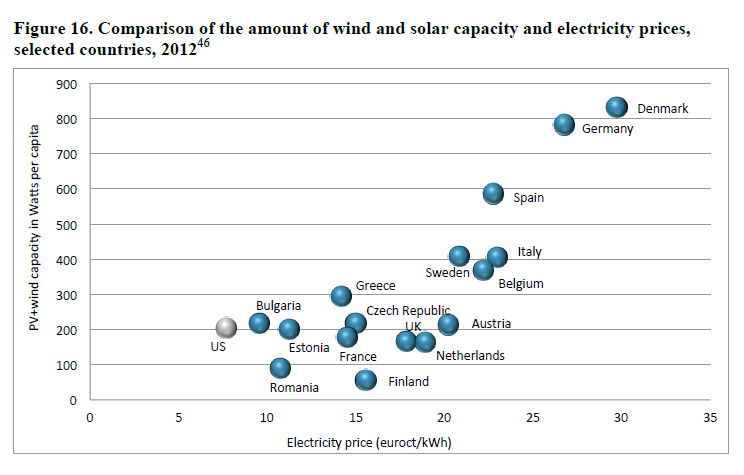 Figure 16. Comparison of the amount of wind and solar capacity and electricity prices,
selected countries, 2012⁴⁶
900
800
700
600
500
400
300
200
100
0
PV+wind capacity in Watts per capita
Denmark
Germany
Spain
Italy
Sweden
Belgium
Greece
Bulgaria
Czech Republic
UK
Austria
US
Estonia
France
Netherlands
Romania
Finland
0 5 10 15 20 25 30 35
Electricity price (euroct/kWh)